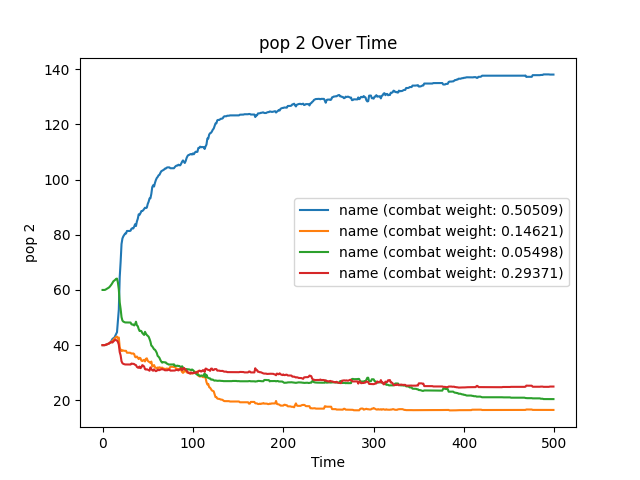 pop 2 Over Time
140
120
100
80
60
40
20
pop 2
name (combat weight: 0.50509)
name (combat weight: 0.14621)
name (combat weight: 0.05498)
name (combat weight: 0.29371)
0 100 200 300 400 500
Time